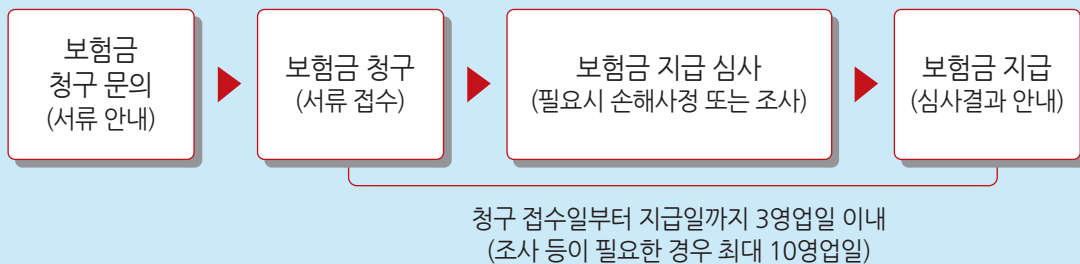 보험금
청구 문의
(서류 안내)
보험금 청구
(서류 접수)
보험금 지급 심사
(필요시 손해사정 또는 조사)
보험금 지급
(심사결과 안내)
청구 접수일부터 지급일까지 3영업일 이내
(조사 등이 필요한 경우 최대 10영업일)